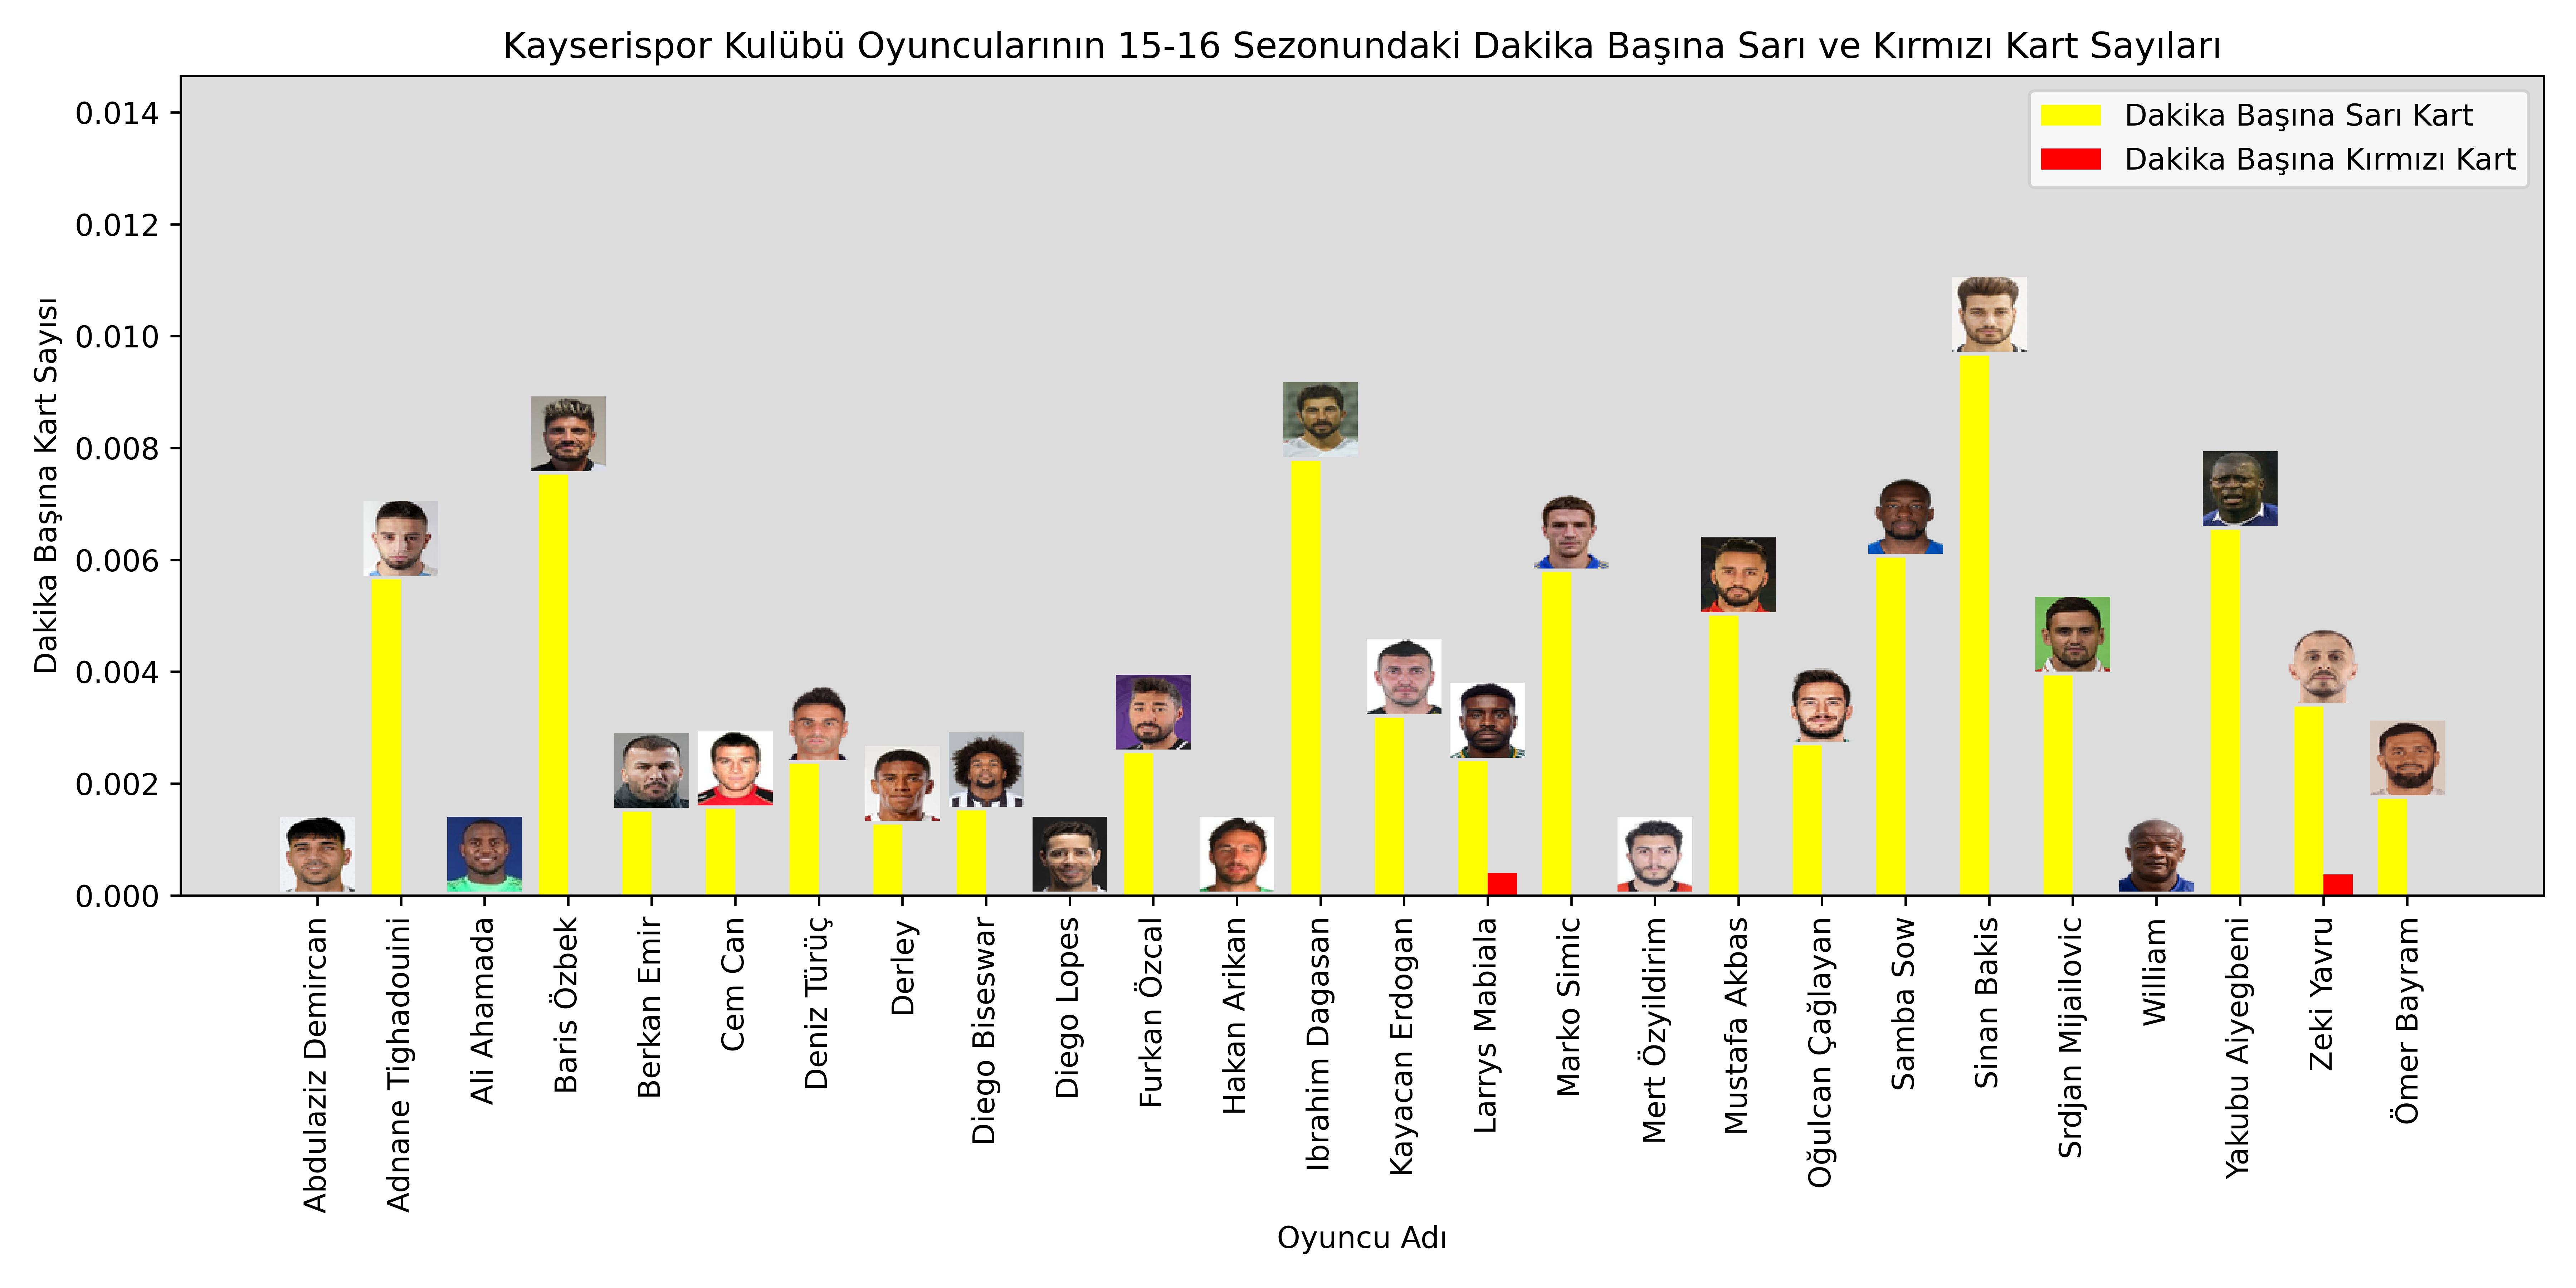 Kayserispor Kulübü Oyuncularının 15-16 Sezonundaki Dakika Başına Sarı ve Kırmızı Kart Sayıları
Dakika Başına Sarı Kart
Dakika Başına Kırmızı Kart
Dakika Başına Kart Sayısı
0.014
0.012
0.010
0.008
0.006
0.004
0.002
0.000
Abdulaziz Demircan
Adnane Tighadouini
Ali Ahamada
Baris Özbek
Berkan Emir
Cem Can
Deniz Türüç
Derley
Diego Biseswar
Diego Lopes
Furkan Özcal
Hakan Arikan
Ibrahim Dagasan
Kayacan Erdogan
Larrys Mabiala
Marko Simic
Mert Özyildirim
Mustafa Akbas
Oğulcan Çağlayan
Samba Sow
Sinan Bakis
Srdjan Mijailovic
William
Yakubu Aiyegbeni
Zeki Yavru
Ömer Bayram
Oyuncu Adı